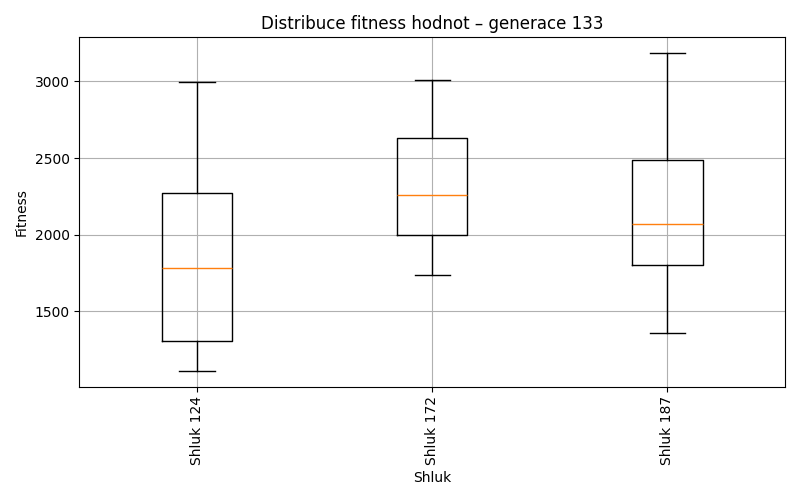 Distribuce fitness hodnot – generace 133
Fitness
3000
2500
2000
1500
Shluk 124
Shluk 172
Shluk 187
Shluk